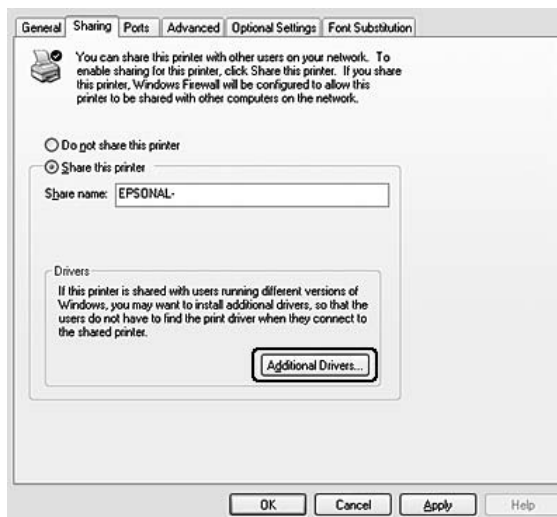 General Sharing Ports Advanced Optional Settings Font Substitution
You can share this printer with other users on your network. To
enable sharing for this printer, click Share this printer. If you share
this printer, Windows Firewall will be configured to allow this
printer to be shared with other computers on the network.
Do not share this printer
Share this printer
Share name: EPSONAL-
Drivers
If this printer is shared with users running different versions of
Windows, you may want to install additional drivers, so that the
users do not have to find the print driver when they connect to
the shared printer.
Additional Drivers...
OK Cancel Apply Help